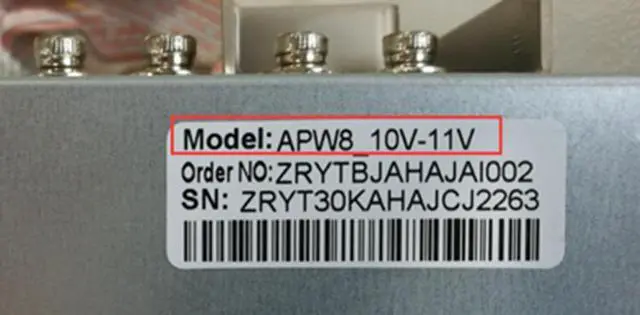 Model: APW8_10V-11V
Order NO: ZRYTBJAHAJAI002
SN: ZRYT30KAHAJCJ2263